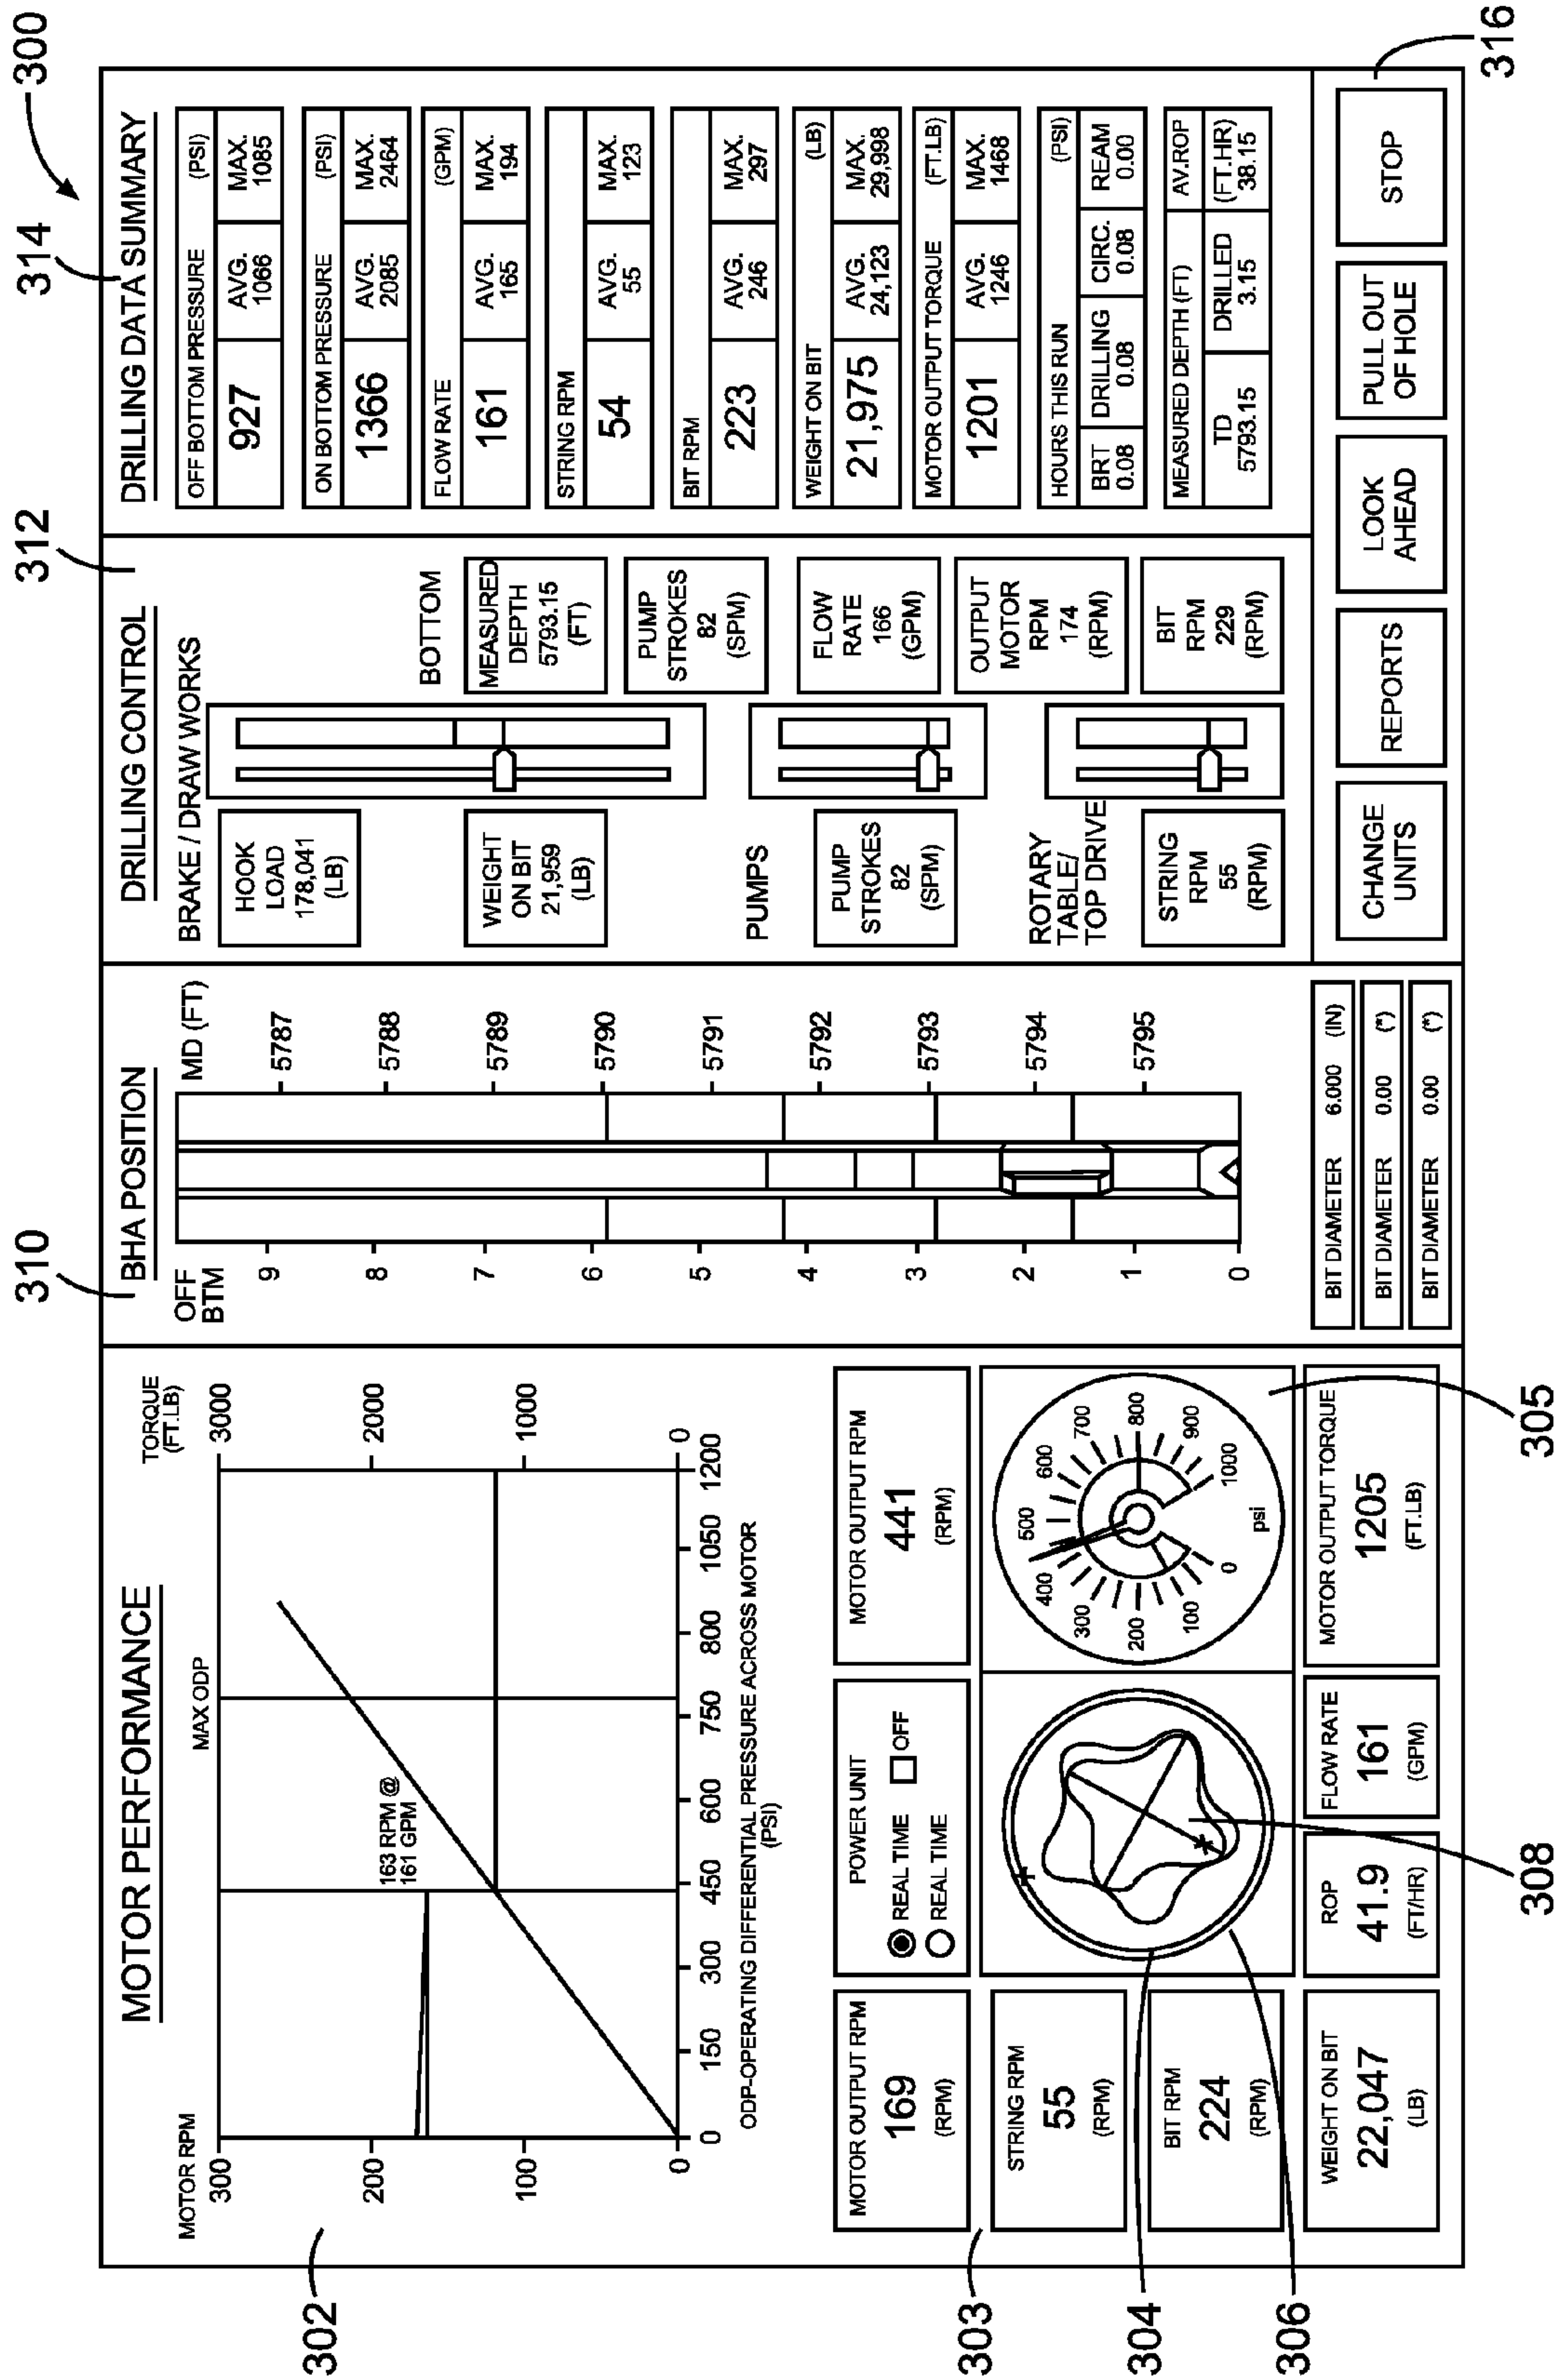 300
MOTOR PERFORMANCE
302
MOTOR RPM
300
200
100
0
MAX ODP
163 RPM @
161 GPM
TORQUE
(FT.LB)
3000
2000
1000
0
0
150
300
450
600
750
800
1050
1200
ODP-OPERATING DIFFERENTIAL PRESSURE ACROSS MOTOR
(PSI)
303
MOTOR OUTPUT RPM
169
(RPM)
POWER UNIT
REAL TIME
OFF
REAL TIME
MOTOR OUTPUT RPM
441
(RPM)
STRING RPM
55
(RPM)
BIT RPM
224
(RPM)
0
100
200
300
400
500
600
700
800
900
1000
psi
WEIGHT ON BIT
22,047
(LB)
ROP
41.9
(FT/HR)
FLOW RATE
161
(GPM)
MOTOR OUTPUT TORQUE
1205
(FT.LB)
304
306
308
305
310
BHA POSITION
OFF
BTM
MD (FT)
9
8
7
6
5
4
3
2
1
0
5787
5788
5789
5790
5791
5792
5793
5794
5795
BIT DIAMETER 6.000 (IN)
BIT DIAMETER 0.00 (")
BIT DIAMETER 0.00 (")
312
DRILLING CONTROL
BRAKE / DRAW WORKS
HOOK
LOAD
178,041
(LB)
WEIGHT
ON BIT
21,959
(LB)
BOTTOM
MEASURED
DEPTH
5793.15
(FT)
PUMP
STROKES
82
(SPM)
PUMPS
PUMP
STROKES
82
(SPM)
FLOW
RATE
166
(GPM)
OUTPUT
MOTOR
RPM
174
(RPM)
ROTARY
TABLE/
TOP DRIVE
STRING
RPM
55
(RPM)
BIT
RPM
229
(RPM)
314
DRILLING DATA SUMMARY
OFF BOTTOM PRESSURE (PSI)
927
AVG.
1066
MAX.
1085
ON BOTTOM PRESSURE (PSI)
1366
AVG.
2085
MAX.
2464
FLOW RATE (GPM)
161
AVG.
165
MAX.
194
STRING RPM
54
AVG.
55
MAX.
123
BIT RPM
223
AVG.
246
MAX.
297
WEIGHT ON BIT (LB)
21,975
AVG.
24,123
MAX.
29,998
MOTOR OUTPUT TORQUE (FT.LB)
1201
AVG.
1246
MAX.
1468
HOURS THIS RUN (PSI)
BRT
0.08
DRILLING
0.08
CIRC.
0.08
REAM
0.00
MEASURED DEPTH (FT)
AV.ROP
TD
5793.15
DRILLED
3.15
(FT.HR)
38.15
CHANGE
UNITS
REPORTS
LOOK
AHEAD
PULL OUT
OF HOLE
STOP
316